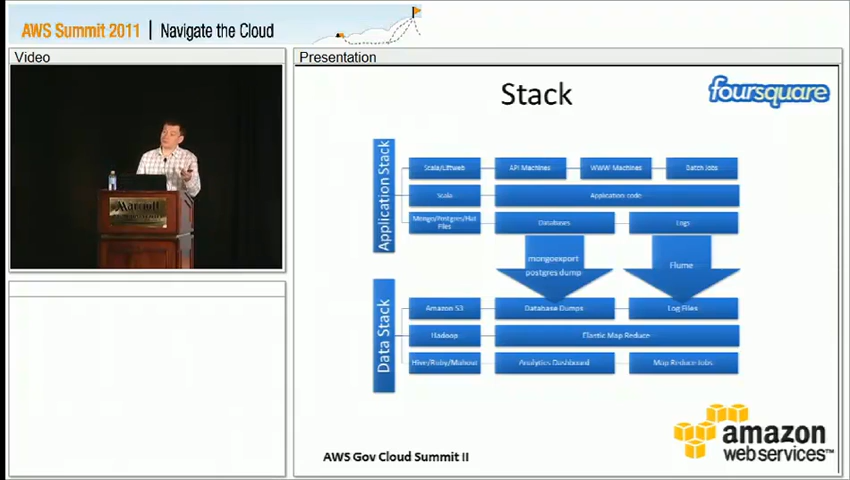 AWS Summit 2011 | Navigate the Cloud
Video
Presentation
Marriott
Stack
foursquare
Application Stack
Scala/Liftweb
API Machines
WWW Machines
Batch Jobs
Scala
Application code
Mongo/Postgres/Flat
Files
Databases
Logs
mongoexport
postgres dump
Flume
Data Stack
Amazon S3
Database Dumps
Log Files
Hadoop
Elastic Map Reduce
Hive/Ruby/Mahout
Analytics Dashboard
Map Reduce Jobs
AWS Gov Cloud Summit II
amazon
web services™